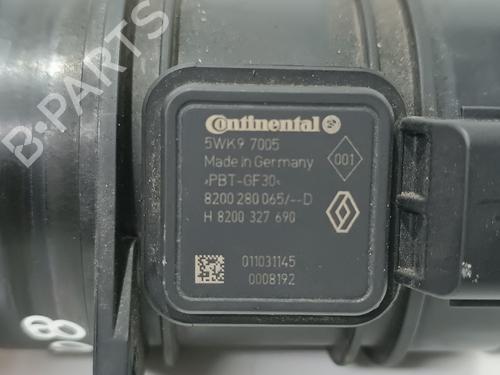 B-PARTS
Continental
5WK9 7005
Made in Germany
001
>PBT-GF30<
8200 280 065/--D
H 8200 327 690
011031145
0008192